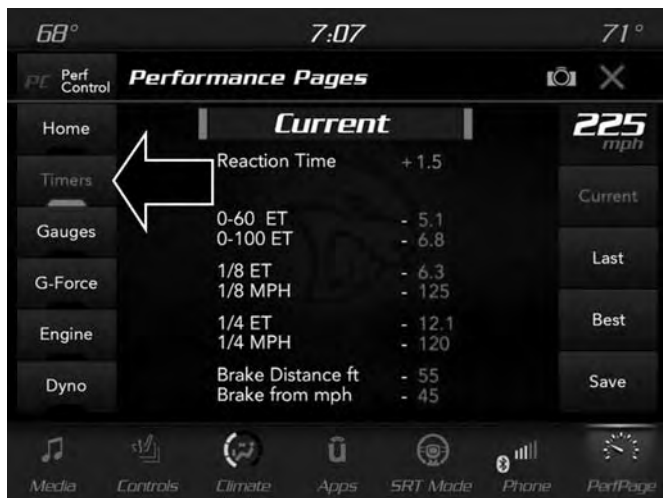 68°
7:07
71°
PC Perf Control
Performance Pages
Home
Timers
Gauges
G-Force
Engine
Dyno
Current
Reaction Time + 1.5
0-60 ET - 5.1
0-100 ET - 6.8
1/8 ET - 6.3
1/8 MPH - 125
1/4 ET - 12.1
1/4 MPH - 120
Brake Distance ft - 55
Brake from mph - 45
225
mph
Current
Last
Best
Save
Media
Controls
Climate
Apps
SRT Mode
Phone
PerfPage